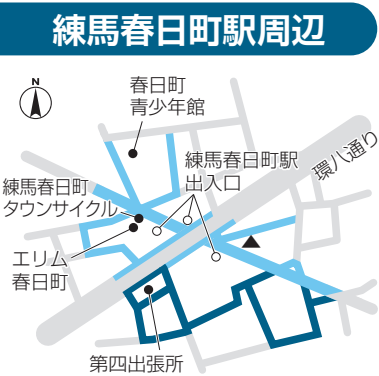 練馬春日町駅周辺
N
春日町
青少年館
練馬春日町駅
出入口
環八通り
練馬春日町
タウンサイクル
エリム
春日町
第四出張所